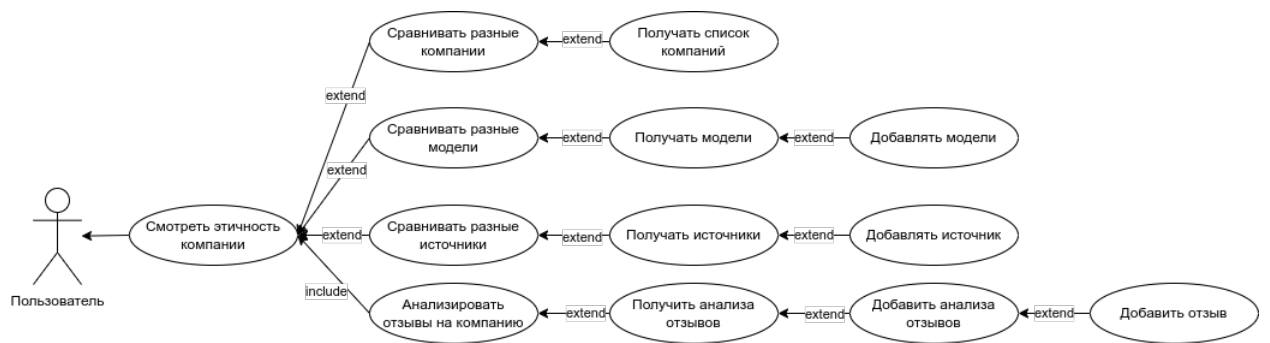 Сравнивать разные
компании
extend
Получать список
компаний
extend
Сравнивать разные
модели
extend
Получать модели
extend
Добавлять модели
extend
Смотреть этичность
компании
extend
Сравнивать разные
источники
extend
Получать источники
extend
Добавлять источник
Пользователь
include
Анализировать
отзывы на компанию
extend
Получить анализа
отзывов
extend
Добавить анализа
отзывов
extend
Добавить отзыв